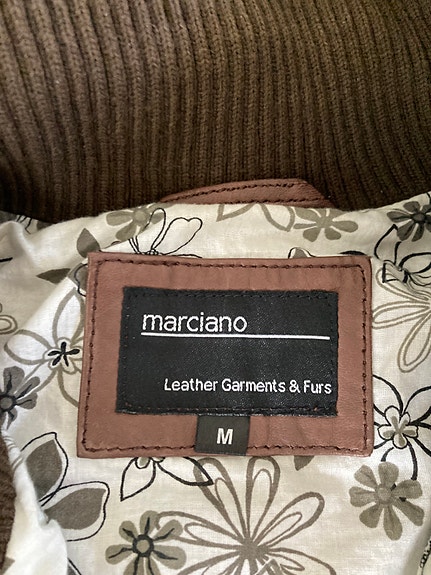 marciano
Leather Garments & Furs
M